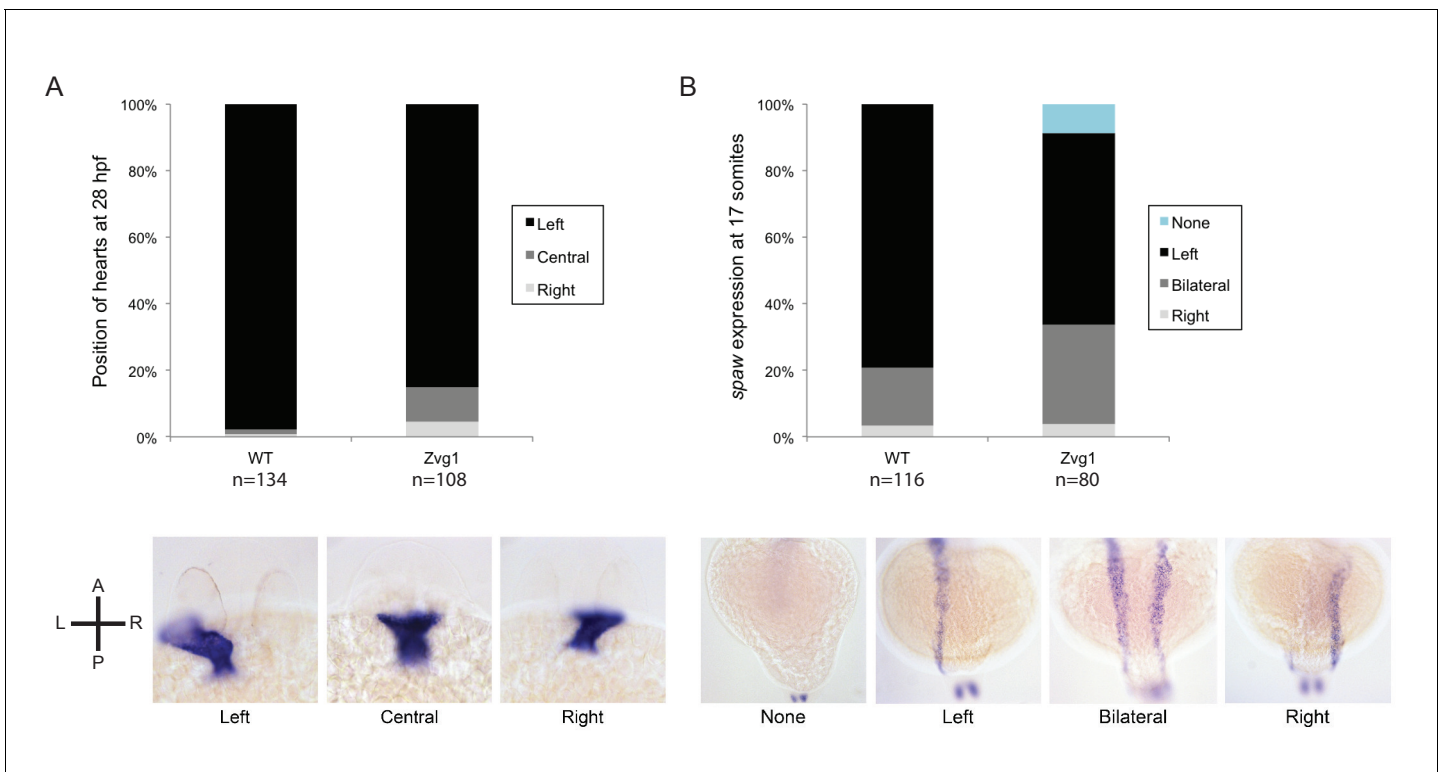 A
Position of hearts at 28 hpf
100%
80%
60%
40%
20%
0%
WT
n=134
Zvg1
n=108
Left
Central
Right
B
spaw expression at 17 somites
100%
80%
60%
40%
20%
0%
WT
n=116
Zvg1
n=80
None
Left
Bilateral
Right
A
L
R
P
Left
Central
Right
None
Left
Bilateral
Right